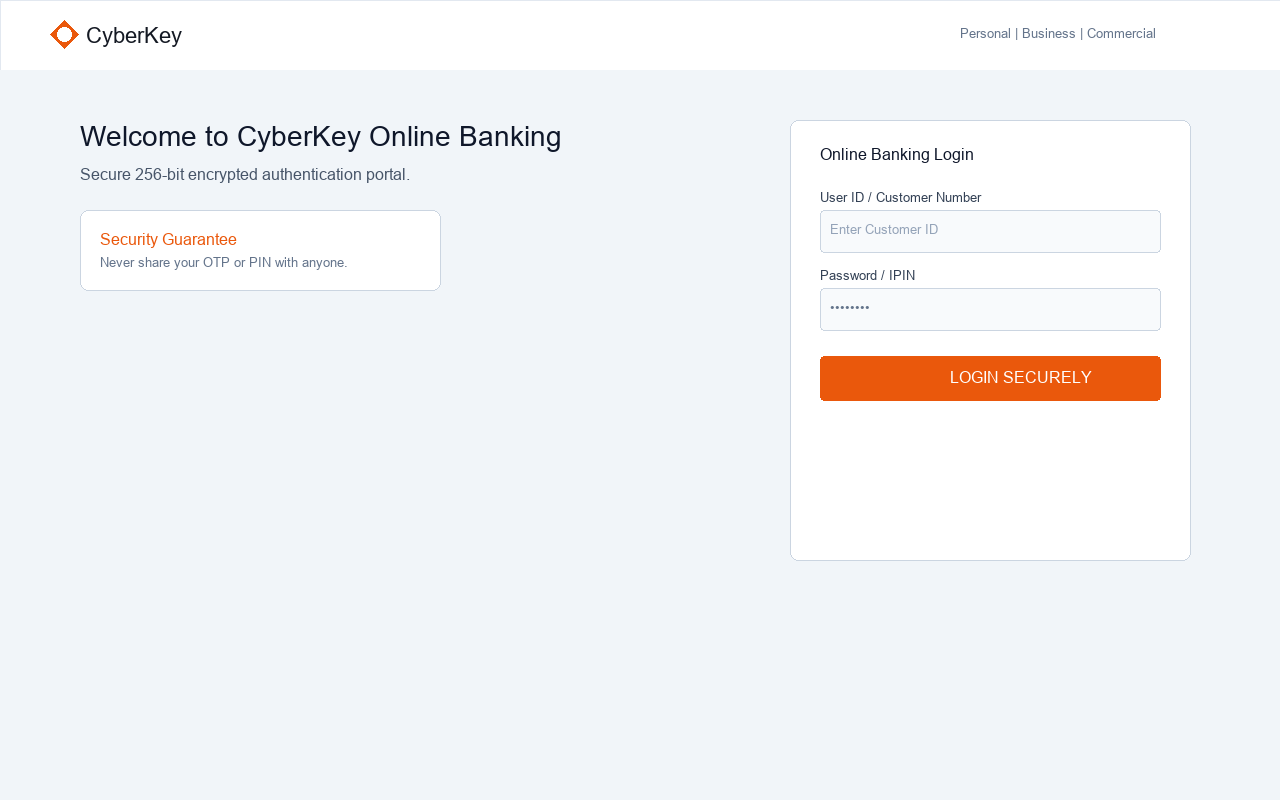 CyberKey
Personal | Business | Commercial
Welcome to CyberKey Online Banking
Secure 256-bit encrypted authentication portal.
Security Guarantee
Never share your OTP or PIN with anyone.
Online Banking Login
User ID / Customer Number
Enter Customer ID
Password / IPIN
••••••••
LOGIN SECURELY